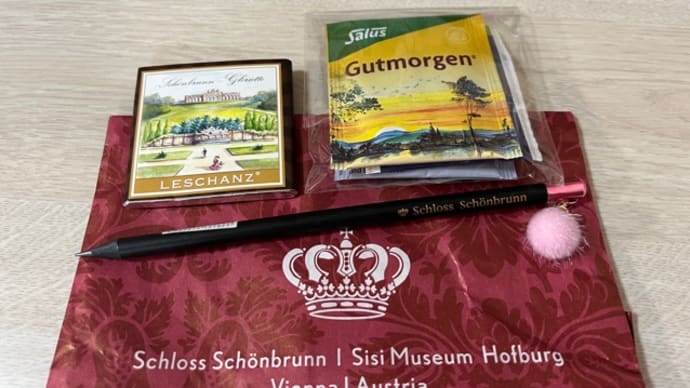 Schönbrunn Gloriette
LESCHANZ®
Salus
Gutmorgen®
Schloss Schönbrunn
Schloss Schönbrunn | Sisi Museum Hofburg
Vienna | Austria